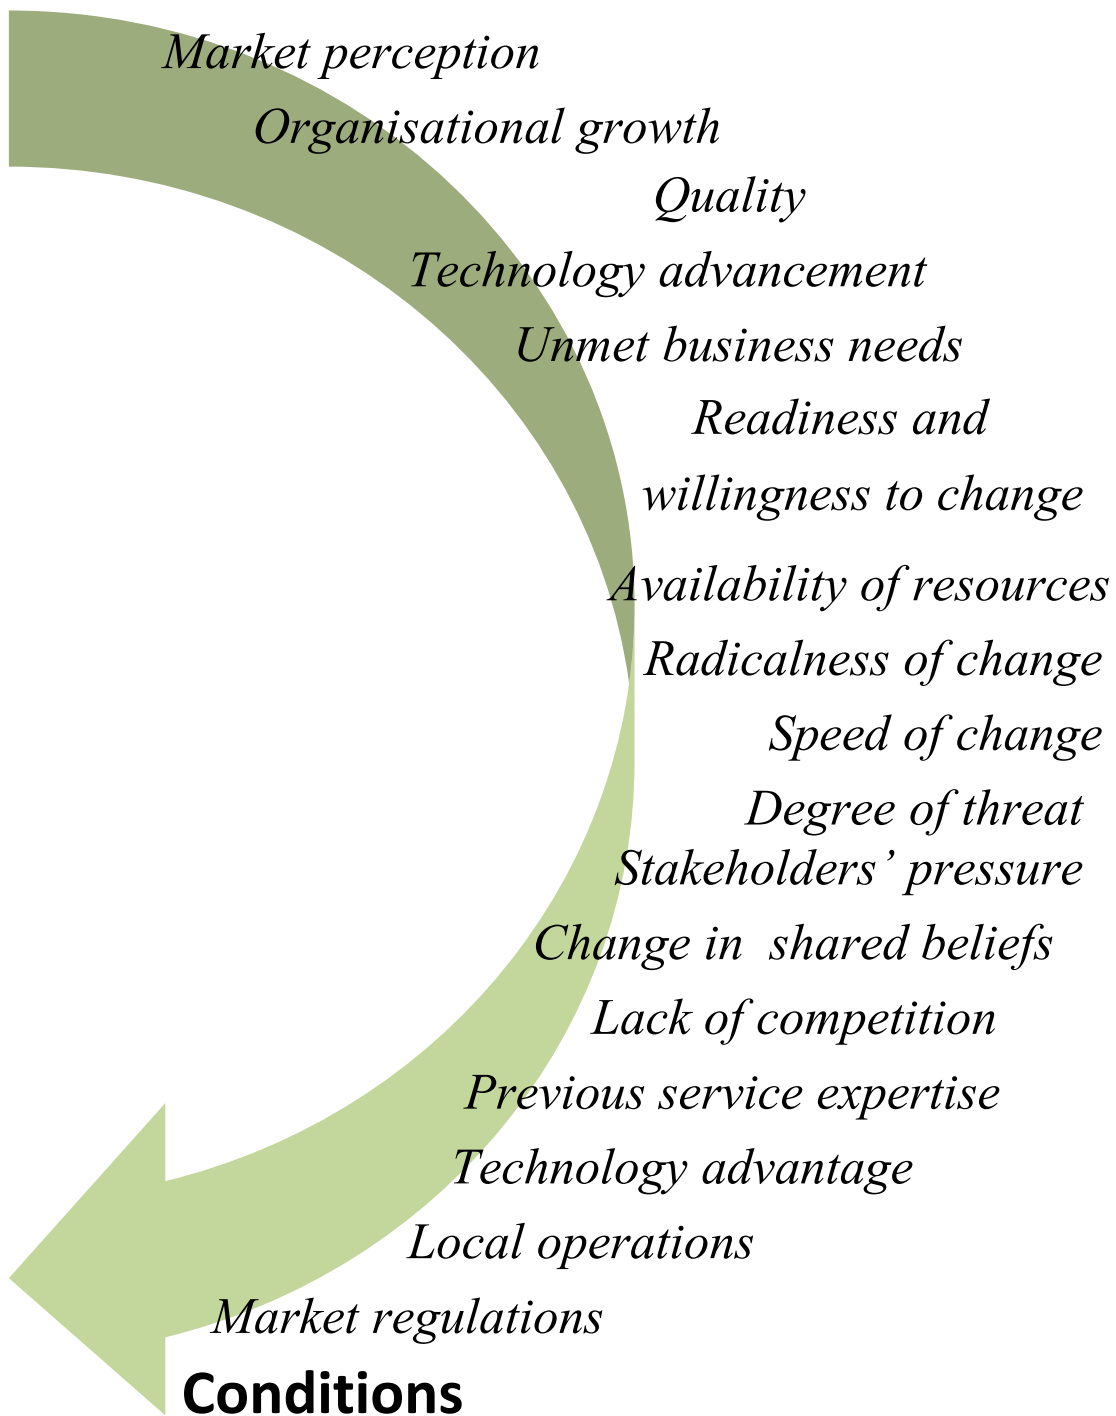 Market perception
Organisational growth
Quality
Technology advancement
Unmet business needs
Readiness and
willingness to change
Availability of resources
Radicalness of change
Speed of change
Degree of threat
Stakeholders’ pressure
Change in  shared beliefs
Lack of competition
Previous service expertise
Technology advantage
Local operations
Market regulations
Conditions